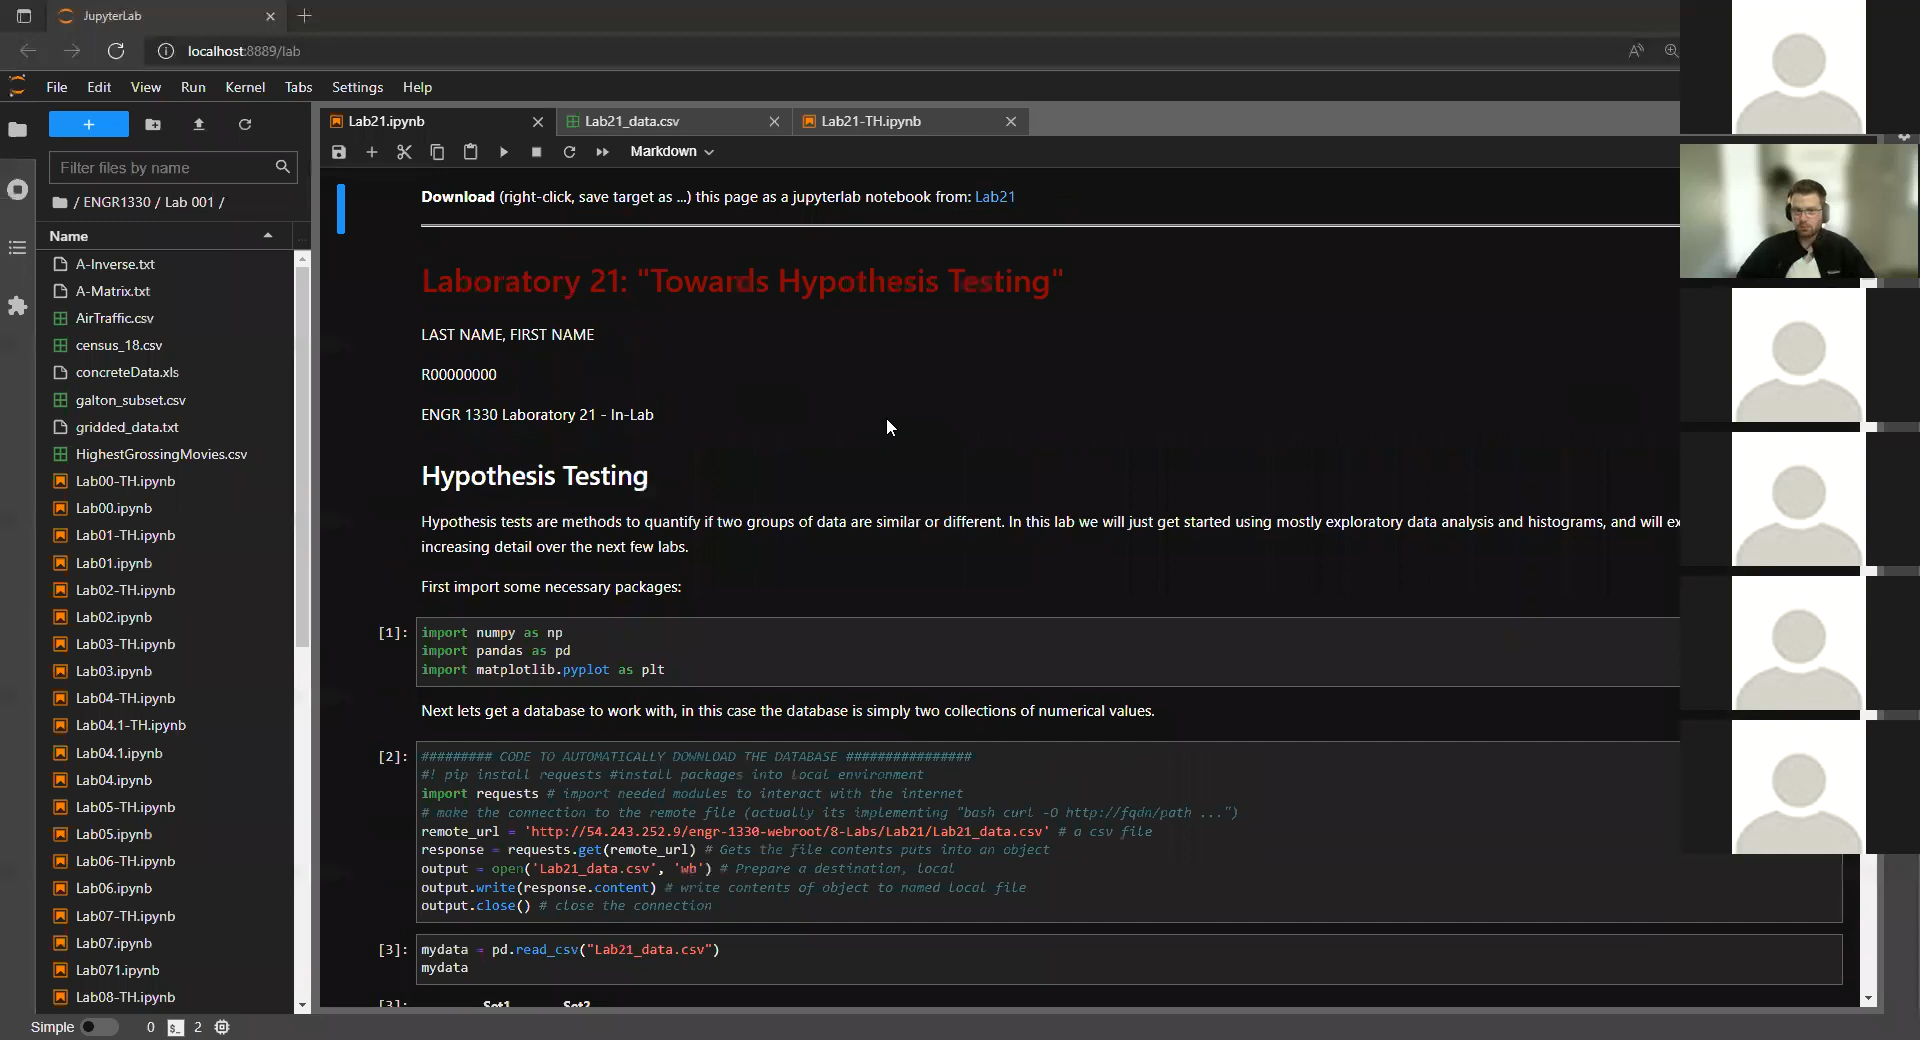 JupyterLab
localhost:8889/lab
File Edit View Run Kernel Tabs Settings Help
Lab21.ipynb
Lab21_data.csv
Lab21-TH.ipynb
Markdown
Filter files by name
/ ENGR1330 / Lab 001 /
Name
A-Inverse.txt
A-Matrix.txt
AirTraffic.csv
census_18.csv
concreteData.xls
galton_subset.csv
gridded_data.txt
HighestGrossingMovies.csv
Lab00-TH.ipynb
Lab00.ipynb
Lab01-TH.ipynb
Lab01.ipynb
Lab02-TH.ipynb
Lab02.ipynb
Lab03-TH.ipynb
Lab03.ipynb
Lab04-TH.ipynb
Lab04.1-TH.ipynb
Lab04.1.ipynb
Lab04.ipynb
Lab05-TH.ipynb
Lab05.ipynb
Lab06-TH.ipynb
Lab06.ipynb
Lab07-TH.ipynb
Lab07.ipynb
Lab071.ipynb
Lab08-TH.ipynb
Download (right-click, save target as ...) this page as a jupyterlab notebook from: Lab21
Laboratory 21: "Towards Hypothesis Testing"
LAST NAME, FIRST NAME
R00000000
ENGR 1330 Laboratory 21 - In-Lab
Hypothesis Testing
Hypothesis tests are methods to quantify if two groups of data are similar or different. In this lab we will just get started using mostly exploratory data analysis and histograms, and will ex
increasing detail over the next few labs.
First import some necessary packages:
[1]: import numpy as np
import pandas as pd
import matplotlib.pyplot as plt
Next lets get a database to work with, in this case the database is simply two collections of numerical values.
[2]: ######### CODE TO AUTOMATICALLY DOWNLOAD THE DATABASE ################
#! pip install requests #install packages into local environment
import requests # import needed modules to interact with the internet
# make the connection to the remote file (actually its implementing "bash curl -O http://fqdn/path ...")
remote_url = 'http://54.243.252.9/engr-1330-webroot/8-Labs/Lab21/Lab21_data.csv' # a csv file
response = requests.get(remote_url) # Gets the file contents puts into an object
output = open('Lab21_data.csv', 'wb') # Prepare a destination, local
output.write(response.content) # write contents of object to named local file
output.close() # close the connection
[3]: mydata = pd.read_csv("Lab21_data.csv")
mydata
[3]: Set1 Set2
Simple 0 2